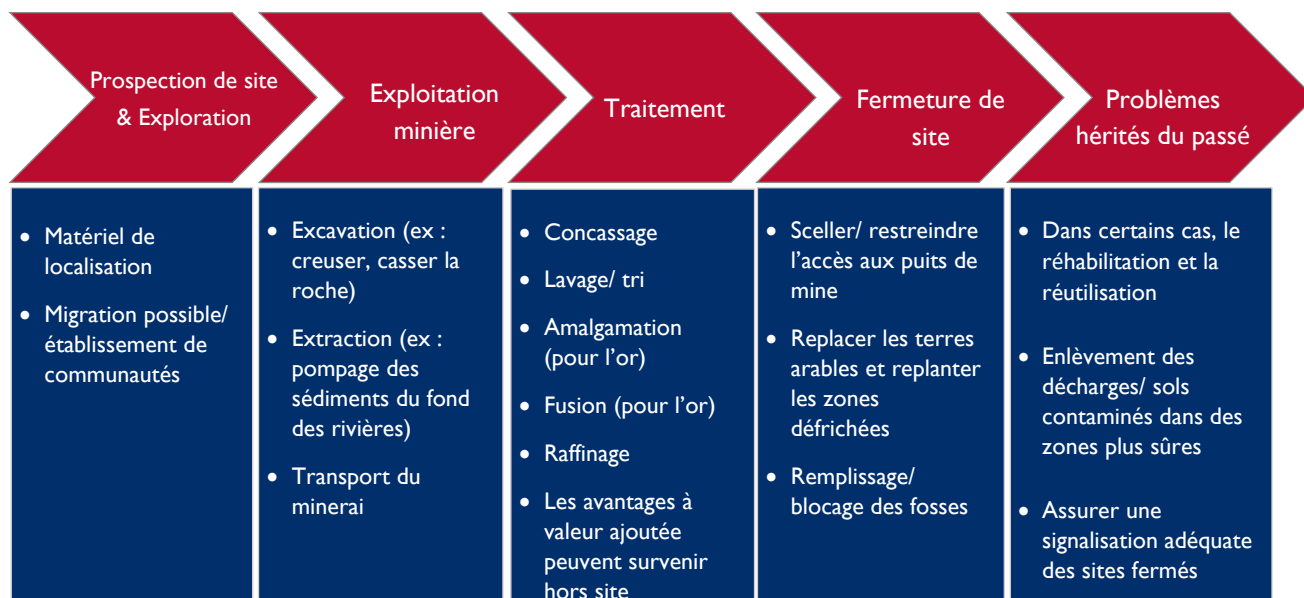 Prospection de site
& Exploration
Exploitation
minière
Traitement
Fermeture de
site
Problèmes
hérités du passé
• Matériel de
localisation
• Migration possible/
établissement de
communautés
• Excavation (ex :
creuser, casser la
roche)
• Extraction (ex :
pompage des
sédiments du fond
des rivières)
• Transport du
minerai
• Concassage
• Lavage/ tri
• Amalgamation
(pour l’or)
• Fusion (pour l’or)
• Raffinage
• Les avantages à
valeur ajoutée
peuvent survenir
hors site
• Sceller/ restreindre
l’accès aux puits de
mine
• Replacer les terres
arables et replanter
les zones
défrichées
• Remplissage/
blocage des fosses
• Dans certains cas, le
réhabilitation et la
réutilisation
• Enlèvement des
décharges/ sols
contaminés dans des
zones plus sûres
• Assurer une
signalisation adéquate
des sites fermés